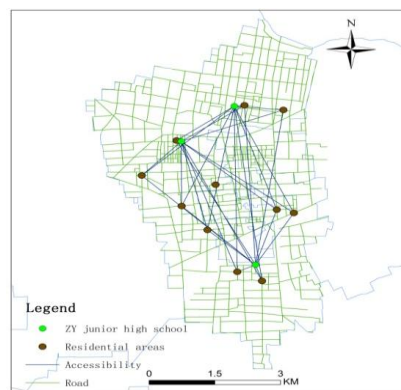 N
Legend
ZY junior high school
Residential areas
Accessibility
Road
0 1.5 3
KM